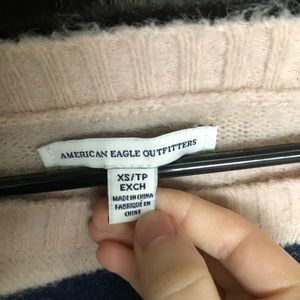 AMERICAN EAGLE OUTFITTERS
XS/TP
EXCH
MADE IN CHINA
FABRIQUÉ EN
CHINE